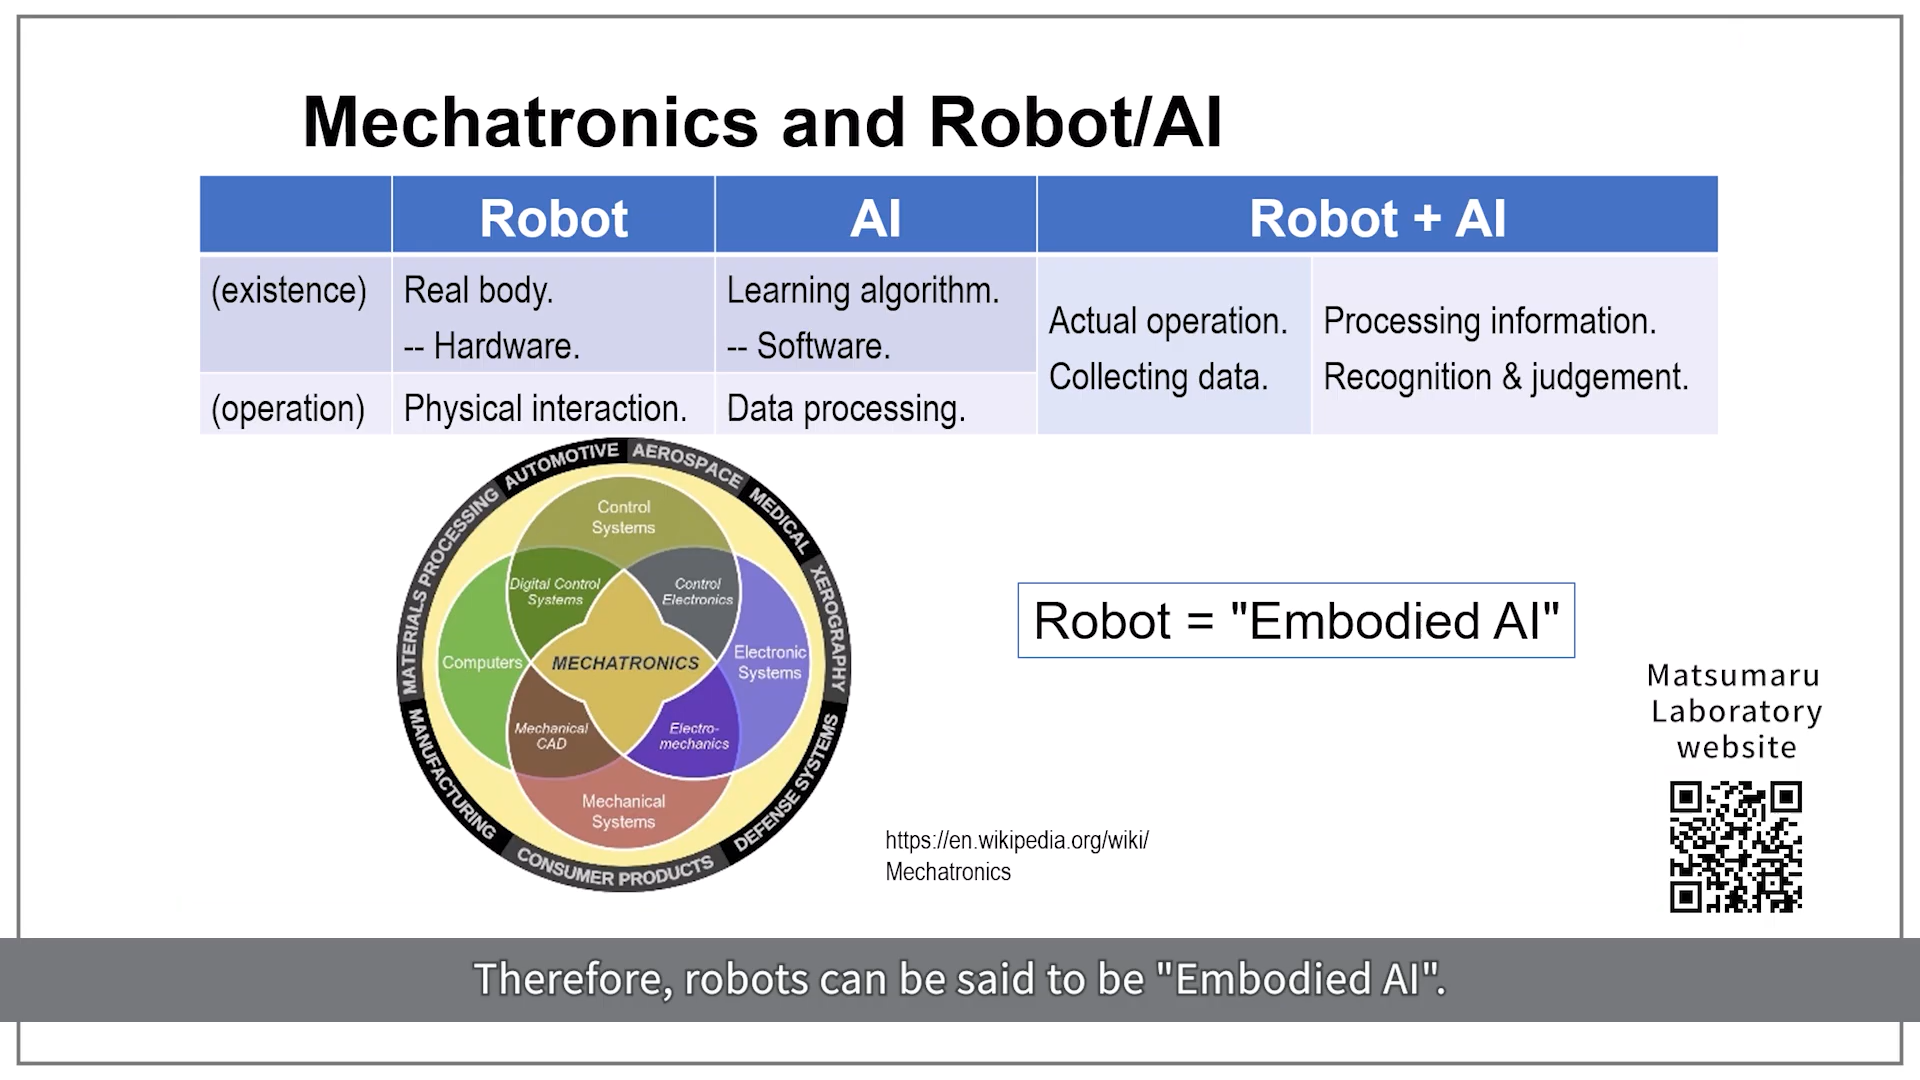 Mechatronics and Robot/AI
Robot
AI
Robot + AI
(existence)
Real body.
-- Hardware.
Learning algorithm.
-- Software.
Actual operation.
Collecting data.
Processing information.
Recognition & judgement.
(operation)
Physical interaction.
Data processing.
MATERIALS PROCESSING
AUTOMOTIVE
AEROSPACE
MEDICAL
XEROGRAPHY
DEFENSE SYSTEMS
CONSUMER PRODUCTS
MANUFACTURING
Control
Systems
Digital Control
Systems
Control
Electronics
Computers
MECHATRONICS
Electronic
Systems
Mechanical
CAD
Electro-
mechanics
Mechanical
Systems
Robot = "Embodied AI"
https://en.wikipedia.org/wiki/
Mechatronics
Matsumaru
Laboratory
website
Therefore, robots can be said to be "Embodied AI".